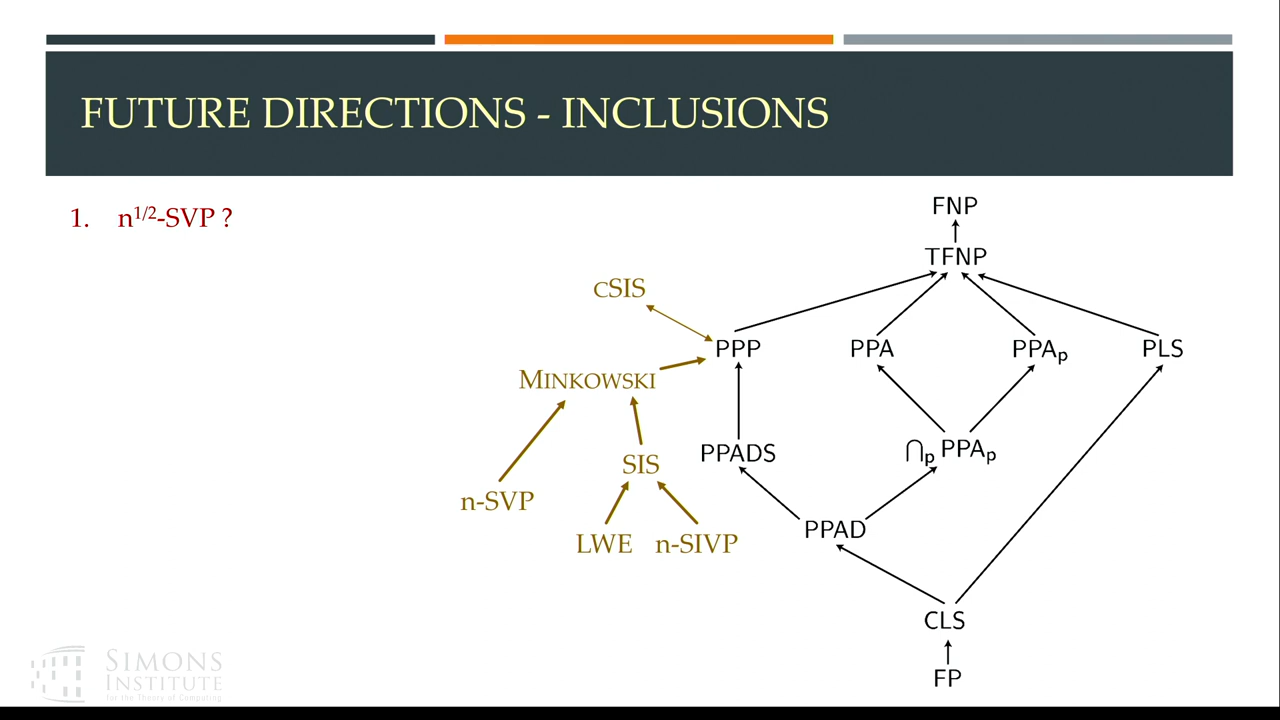 FUTURE DIRECTIONS - INCLUSIONS
1. n^1/2-SVP ?
FNP
TFNP
CSIS
PPP
PPA
PPA_p
PLS
MINKOWSKI
PPADS
⋂_p PPA_p
SIS
n-SVP
PPAD
LWE
n-SIVP
CLS
FP
SIMONS
INSTITUTE
for the Theory of Computing